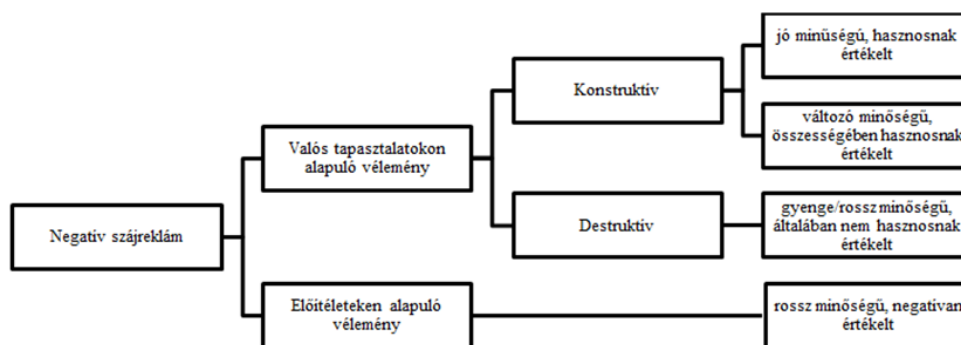 jó minüségú, hasznosnak
értékelt
Konstruktív
változó minőségű,
összességében hasznosnak
értékelt
Valós tapasztalatokon
alapuló vélemény
Negatív szájreklám
Destruktív
gyenge/rossz minőségű,
általában nem hasznosnak
értékelt
Előítéleteken alapuló
vélemény
rossz minőségű, negatívan
értékelt